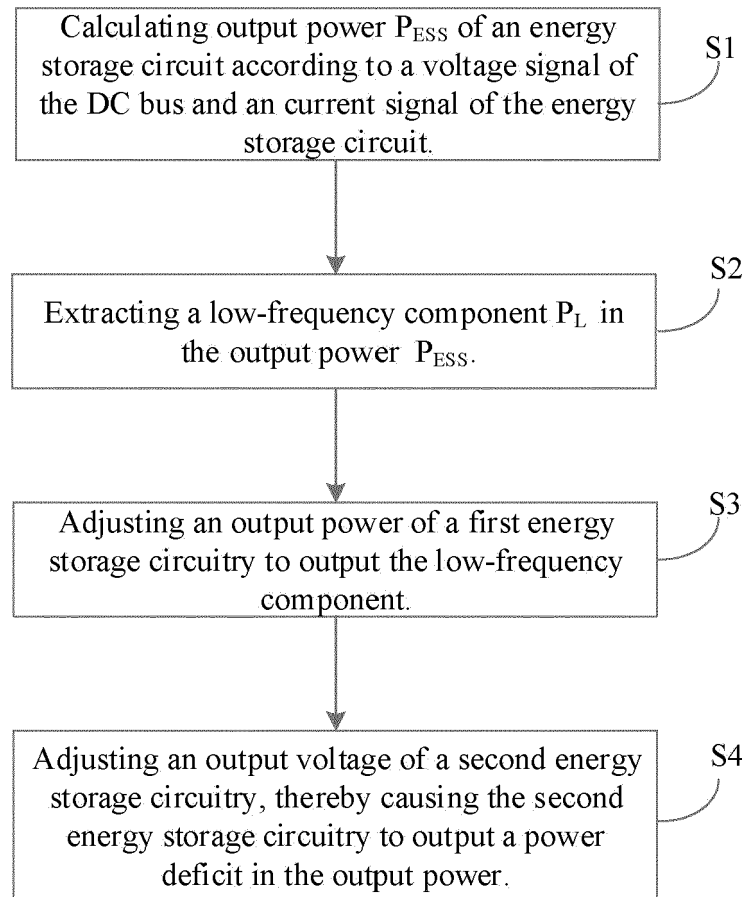 Calculating output power P_ESS of an energy
storage circuit according to a voltage signal of
the DC bus and an current signal of the energy
storage circuit.
S1
Extracting a low-frequency component P_L in
the output power P_ESS.
S2
Adjusting an output power of a first energy
storage circuitry to output the low-frequency
component.
S3
Adjusting an output voltage of a second energy
storage circuitry, thereby causing the second
energy storage circuitry to output a power
deficit in the output power.
S4